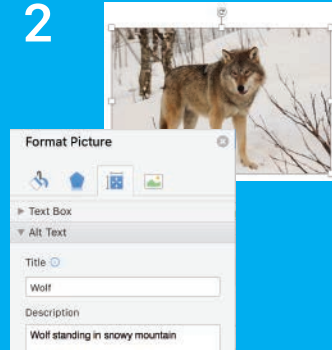 2
Format Picture
Text Box
Alt Text
Title
Wolf
Description
Wolf standing in snowy mountain